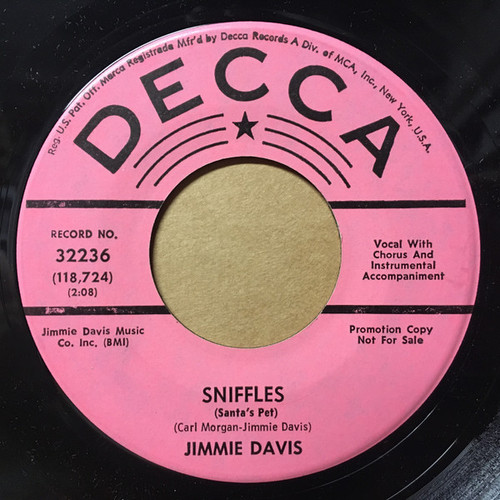 Reg. U.S. Pat. Off. Marca Registrada Mfr'd by Decca Records A Div. of MCA, Inc., New York, U.S.A.
DECCA
RECORD NO.
32236
(118,724)
(2:08)
Vocal With
Chorus And
Instrumental
Accompaniment
Jimmie Davis Music
Co. Inc. (BMI)
Promotion Copy
Not For Sale
SNIFFLES
(Santa's Pet)
(Carl Morgan-Jimmie Davis)
JIMMIE DAVIS